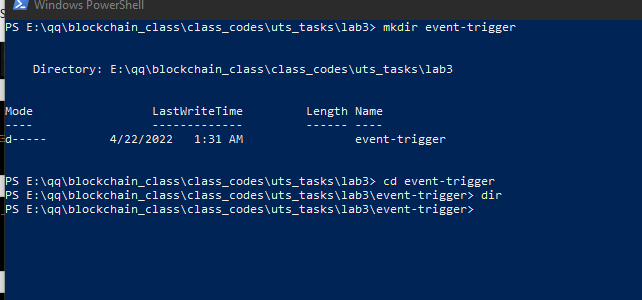 Windows PowerShell
PS E:\qq\blockchain_class\class_codes\uts_tasks\lab3> mkdir event-trigger
Directory: E:\qq\blockchain_class\class_codes\uts_tasks\lab3
Mode LastWriteTime Length Name
---- ------------- ------ ----
d----- 4/22/2022 1:31 AM event-trigger
PS E:\qq\blockchain_class\class_codes\uts_tasks\lab3> cd event-trigger
PS E:\qq\blockchain_class\class_codes\uts_tasks\lab3\event-trigger> dir
PS E:\qq\blockchain_class\class_codes\uts_tasks\lab3\event-trigger>